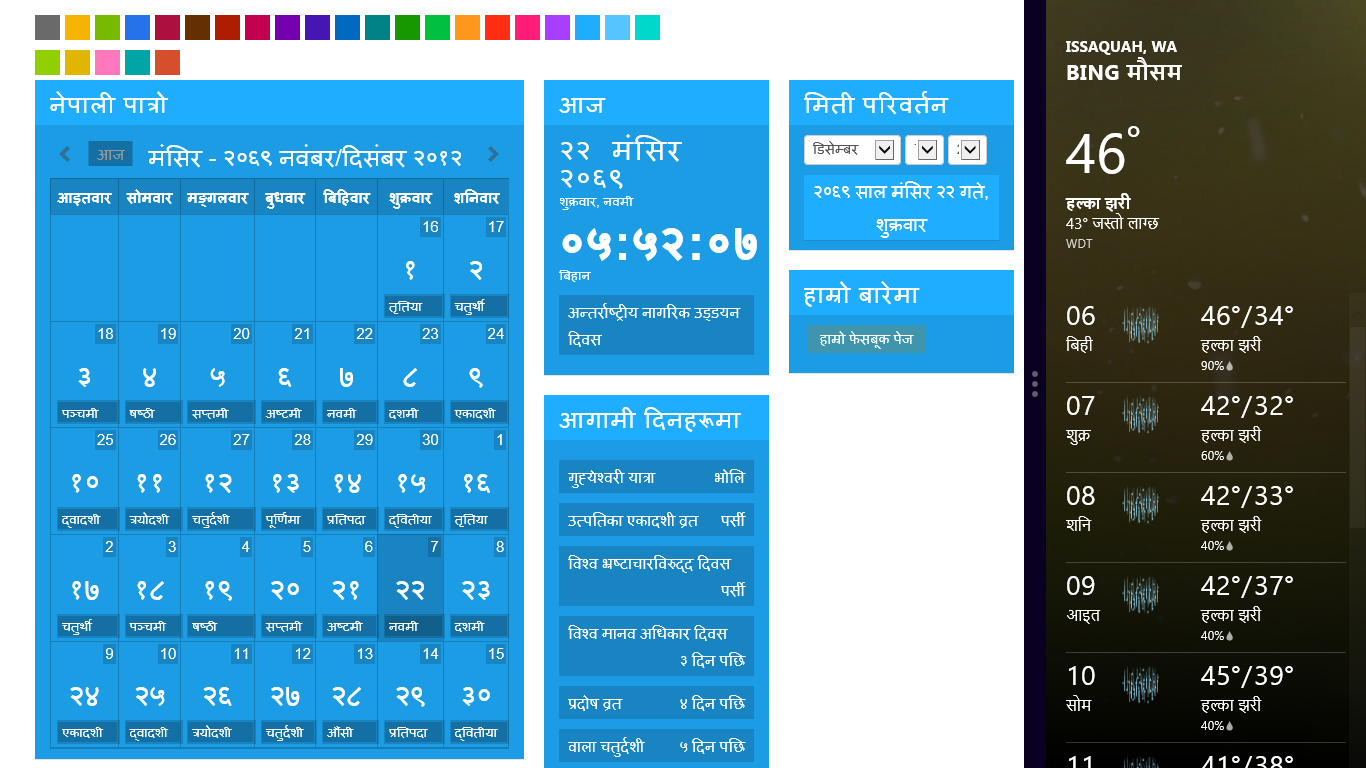 नेपाली पात्रो
आज
मंसिर - २०६९ नवंबर/दिसंबर २०१२
आइतवार सोमवार मङ्गलवार बुधवार बिहिवार शुक्रवार शनिवार
16 17
१ २
तृतिया चतुर्थी
18 19 20 21 22 23 24
३ ४ ५ ६ ७ ८ ९
पञ्चमी षष्ठी सप्तमी अष्टमी नवमी दशमी एकादशी
25 26 27 28 29 30 1
१० ११ १२ १३ १४ १५ १६
द्वादशी त्रयोदशी चतुर्दशी पूर्णिमा प्रतिपदा द्वितीया तृतिया
2 3 4 5 6 7 8
१७ १८ १९ २० २१ २२ २३
चतुर्थी पञ्चमी षष्ठी सप्तमी अष्टमी नवमी दशमी
9 10 11 12 13 14 15
२४ २५ २६ २७ २८ २९ ३०
एकादशी द्वादशी त्रयोदशी चतुर्दशी औंसी प्रतिपदा द्वितीया
आज
२२ मंसिर
२०६९
शुक्रवार, नवमी
०५:५२:०७
बिहान
अन्तर्राष्ट्रीय नागरिक उड्डयन
दिवस
आगामी दिनहरूमा
गुह्येश्वरी यात्रा भोलि
उत्पतिका एकादशी व्रत पर्सी
विश्व भ्रष्टाचारविरुद्द दिवस
पर्सी
विश्व मानव अधिकार दिवस
३ दिन पछि
प्रदोष व्रत ४ दिन पछि
वाला चतुर्दशी ५ दिन पछि
मिती परिवर्तन
डिसेम्बर
२०६९ साल मंसिर २२ गते,
शुक्रवार
हाम्रो बारेमा
हाम्रो फेसबूक पेज
ISSAQUAH, WA
BING मौसम
46°
हल्का झरी
43° जस्तो लाग्छ
WDT
06 46°/34°
बिही हल्का झरी
90%
07 42°/32°
शुक्र हल्का झरी
60%
08 42°/33°
शनि हल्का झरी
40%
09 42°/37°
आइत हल्का झरी
40%
10 45°/39°
सोम हल्का झरी
40%
11 41°/38°